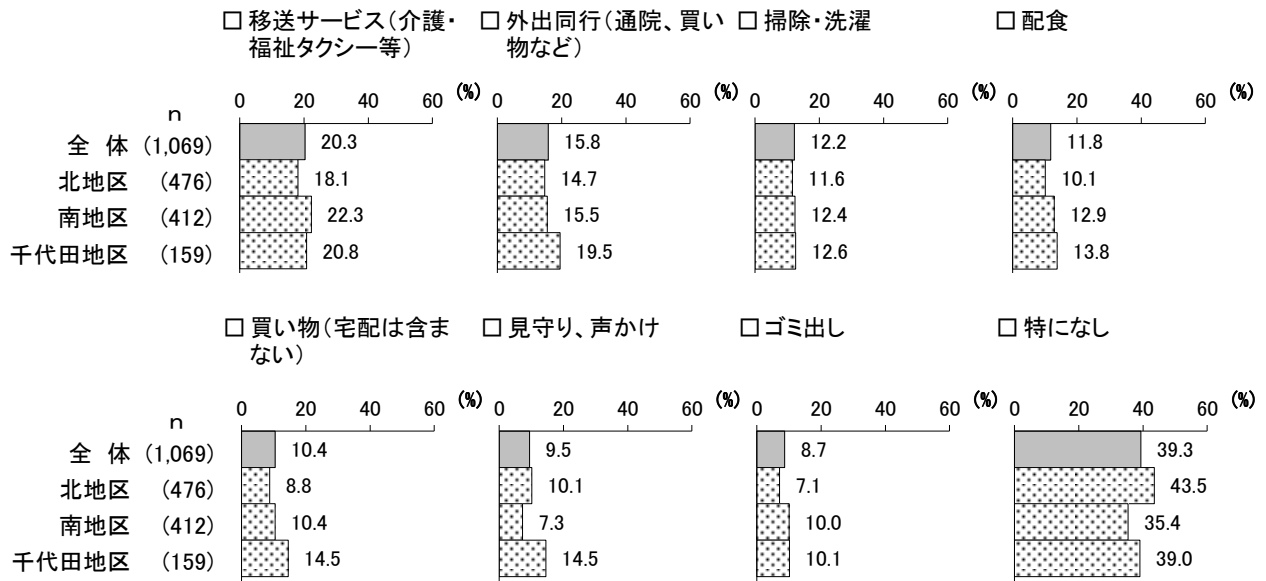 □ 移送サービス（介護・福祉タクシー等）
□ 外出同行（通院、買い物など）
□ 掃除・洗濯
□ 配食
0 20 40 60 (%) 0 20 40 60 (%) 0 20 40 60 (%) 0 20 40 60 (%)
n
全 体 (1,069) 20.3 15.8 12.2 11.8
北地区 (476) 18.1 14.7 11.6 10.1
南地区 (412) 22.3 15.5 12.4 12.9
千代田地区 (159) 20.8 19.5 12.6 13.8
□ 買い物（宅配は含まない）
□ 見守り、声かけ
□ ゴミ出し
□ 特になし
0 20 40 60 (%) 0 20 40 60 (%) 0 20 40 60 (%) 0 20 40 60 (%)
n
全 体 (1,069) 10.4 9.5 8.7 39.3
北地区 (476) 8.8 10.1 7.1 43.5
南地区 (412) 10.4 7.3 10.0 35.4
千代田地区 (159) 14.5 14.5 10.1 39.0